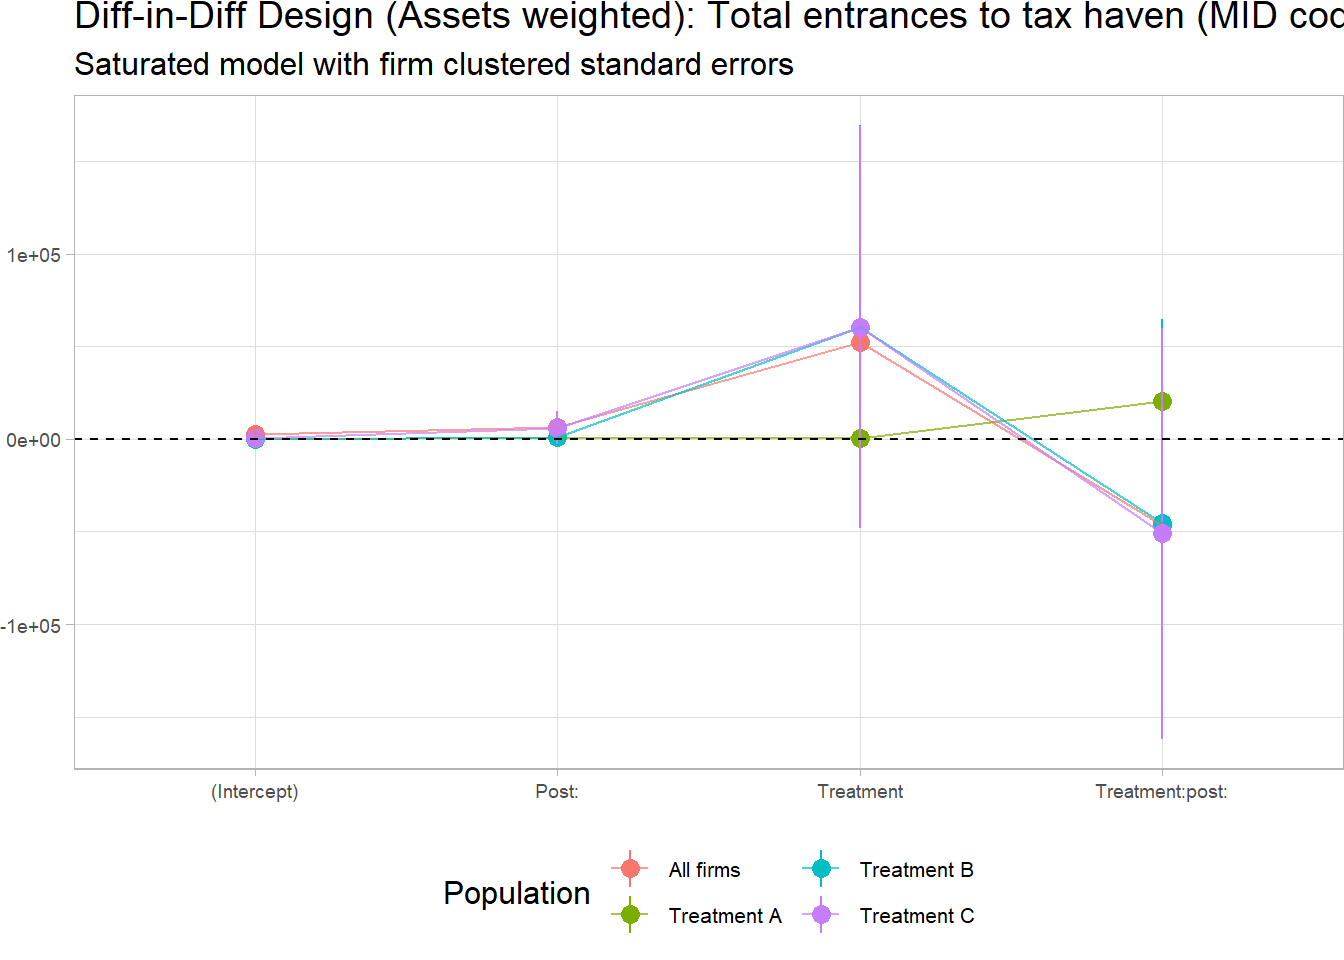 Diff-in-Diff Design (Assets weighted): Total entrances to tax haven (MID
Saturated model with firm clustered standard errors
1e+05
0e+00
-1e+05
(Intercept) Post: Treatment Treatment:post:
Population
All firms Treatment B
Treatment A Treatment C